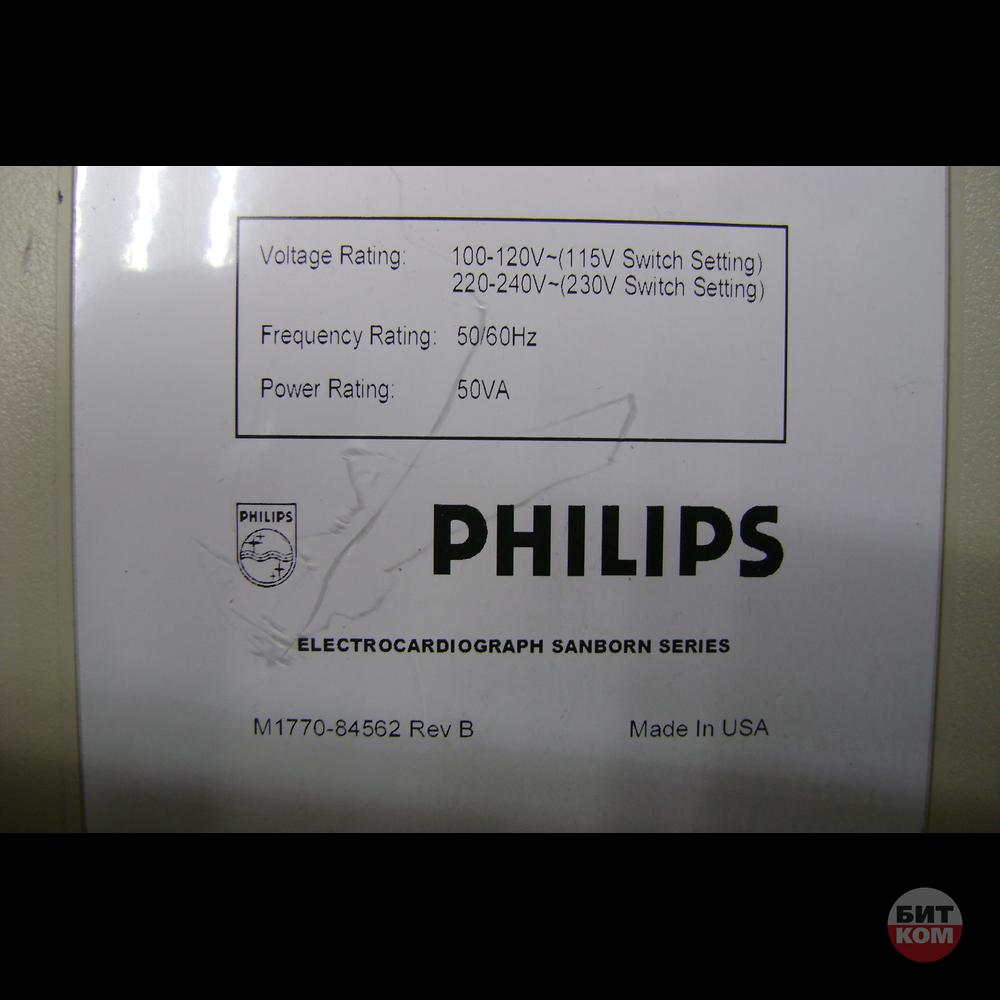 Voltage Rating: 100-120V~(115V Switch Setting)
220-240V~(230V Switch Setting)
Frequency Rating: 50/60Hz
Power Rating: 50VA
PHILIPS
PHILIPS
ELECTROCARDIOGRAPH SANBORN SERIES
M1770-84562 Rev B Made In USA
БИТ
КОМ